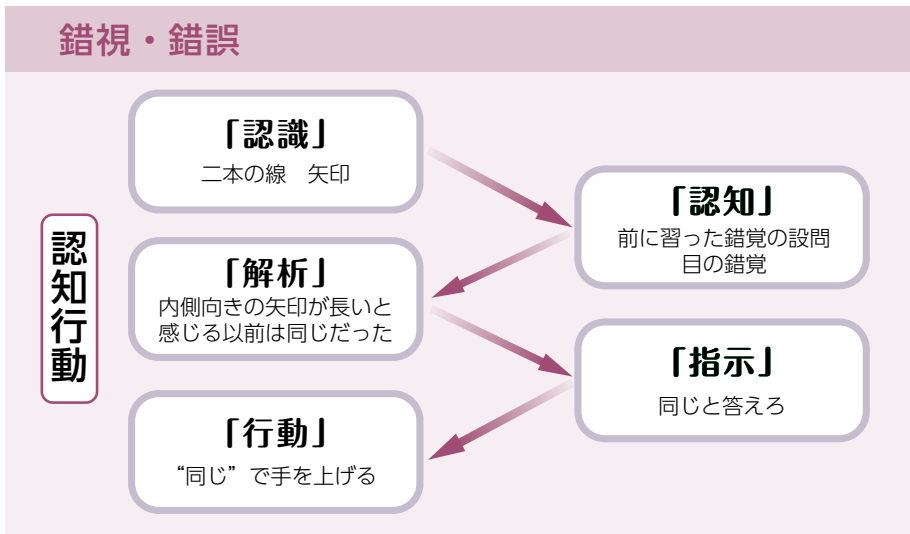 錯視・錯誤
認知行動
「認識」
二本の線　矢印
「認知」
前に習った錯覚の設問
目の錯覚
「解析」
内側向きの矢印が長いと
感じる以前は同じだった
「指示」
同じと答えろ
「行動」
“同じ”で手を上げる